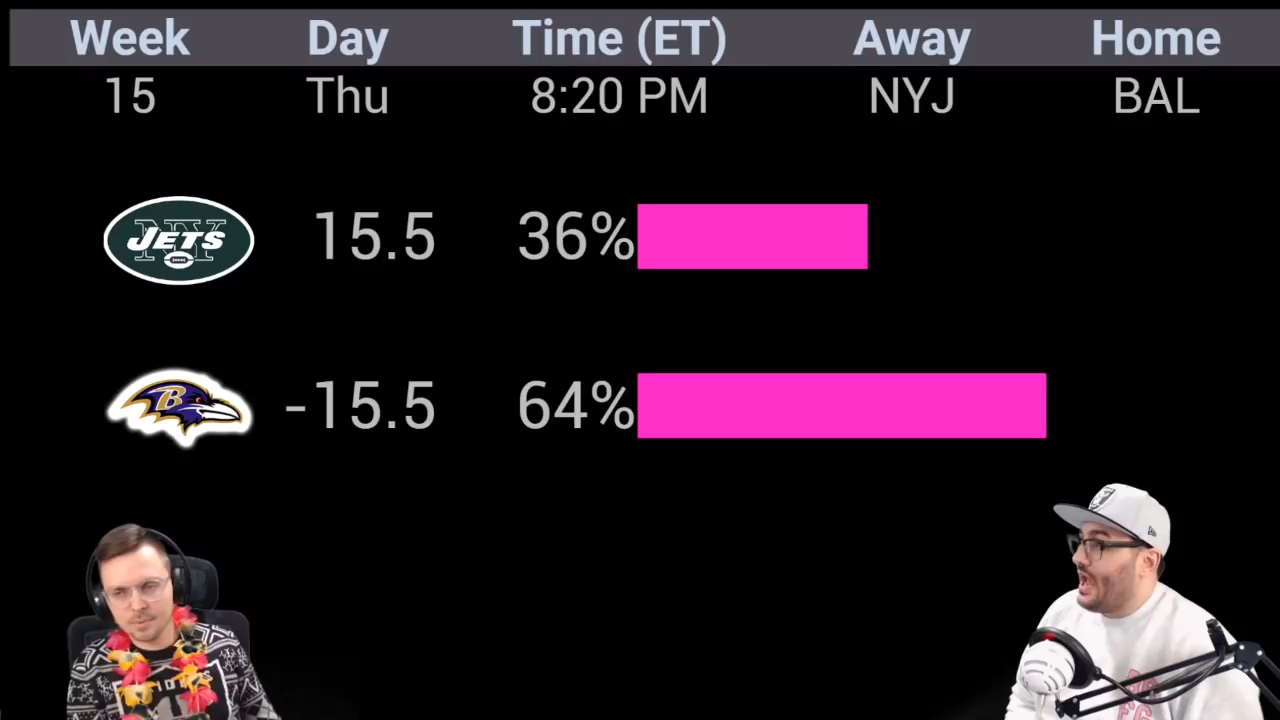 Week Day Time (ET) Away Home
15 Thu 8:20 PM NYJ BAL
NY
JETS
15.5 36%
B
-15.5 64%